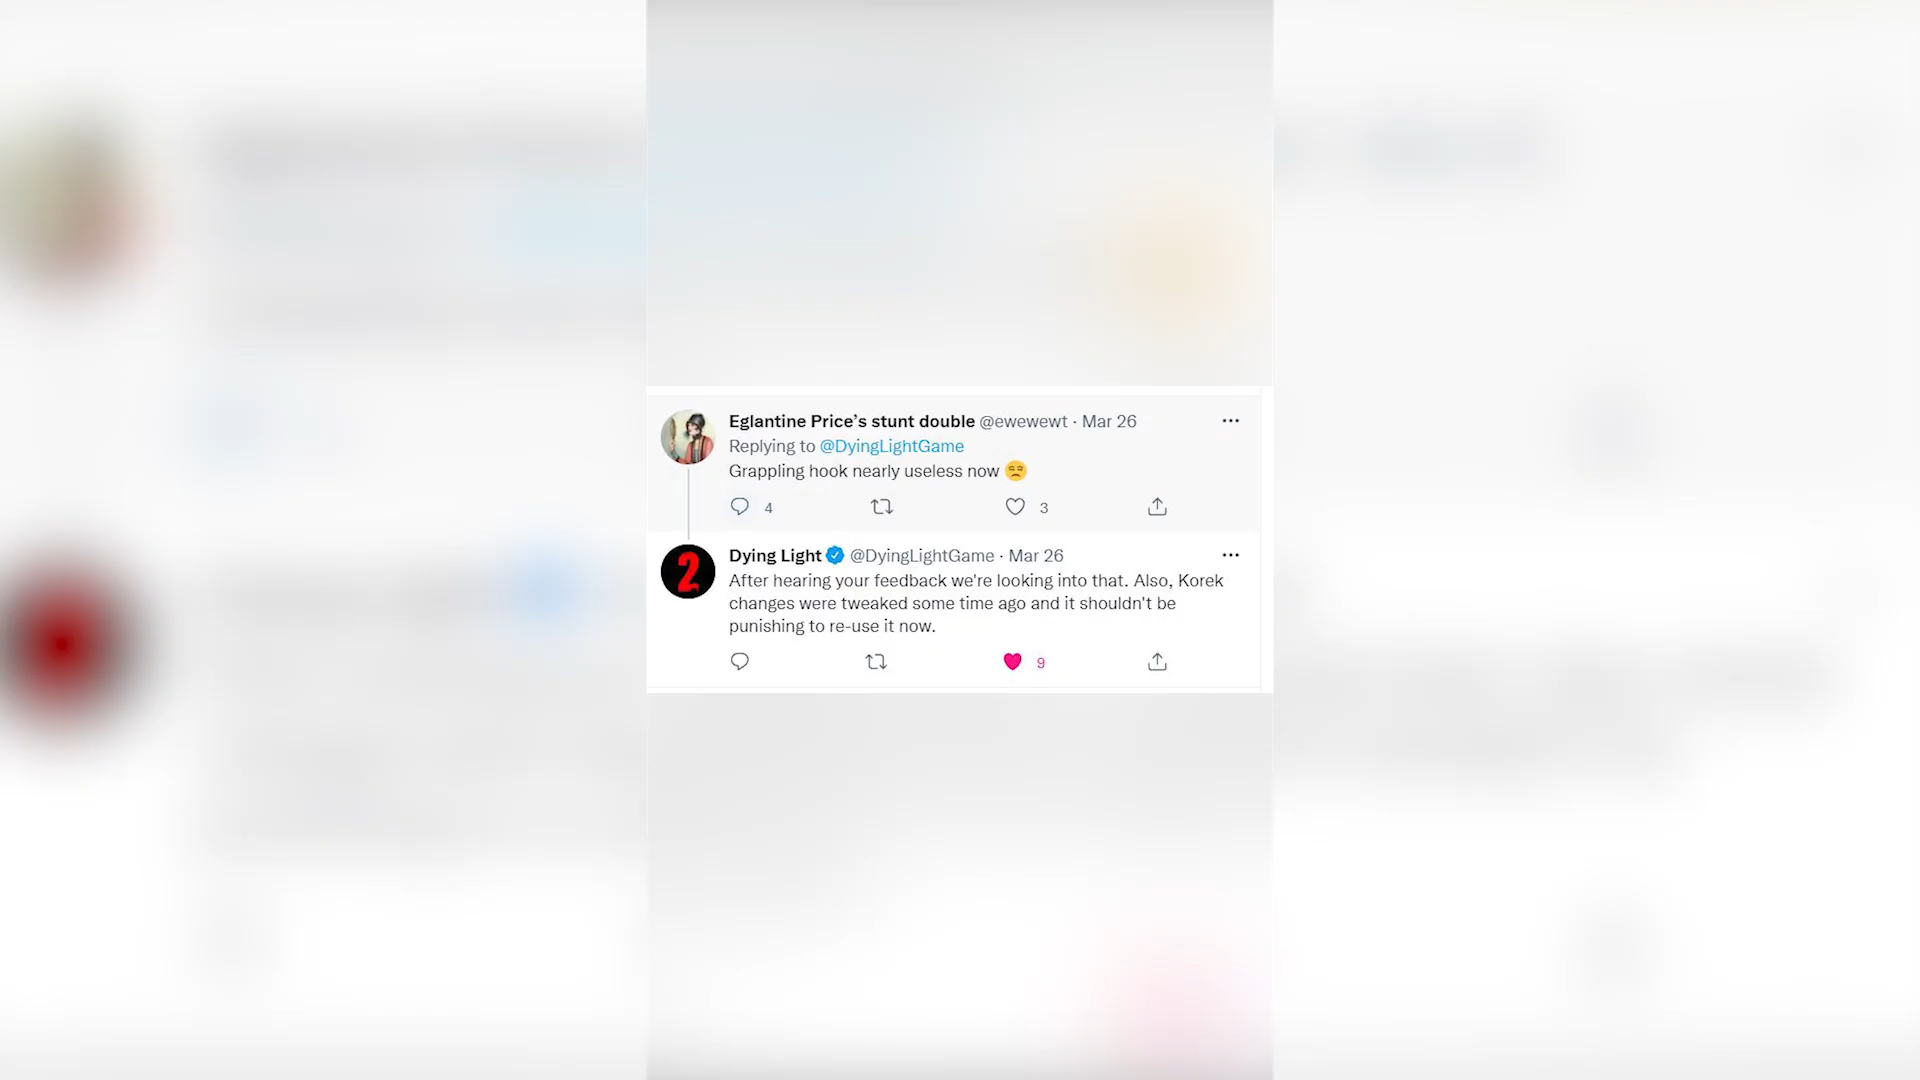 Eglantine Price’s stunt double @ewewewt · Mar 26
Replying to @DyingLightGame
Grappling hook nearly useless now 😒
4 3
2
Dying Light @DyingLightGame · Mar 26
After hearing your feedback we're looking into that. Also, Korek
changes were tweaked some time ago and it shouldn't be
punishing to re-use it now.
9